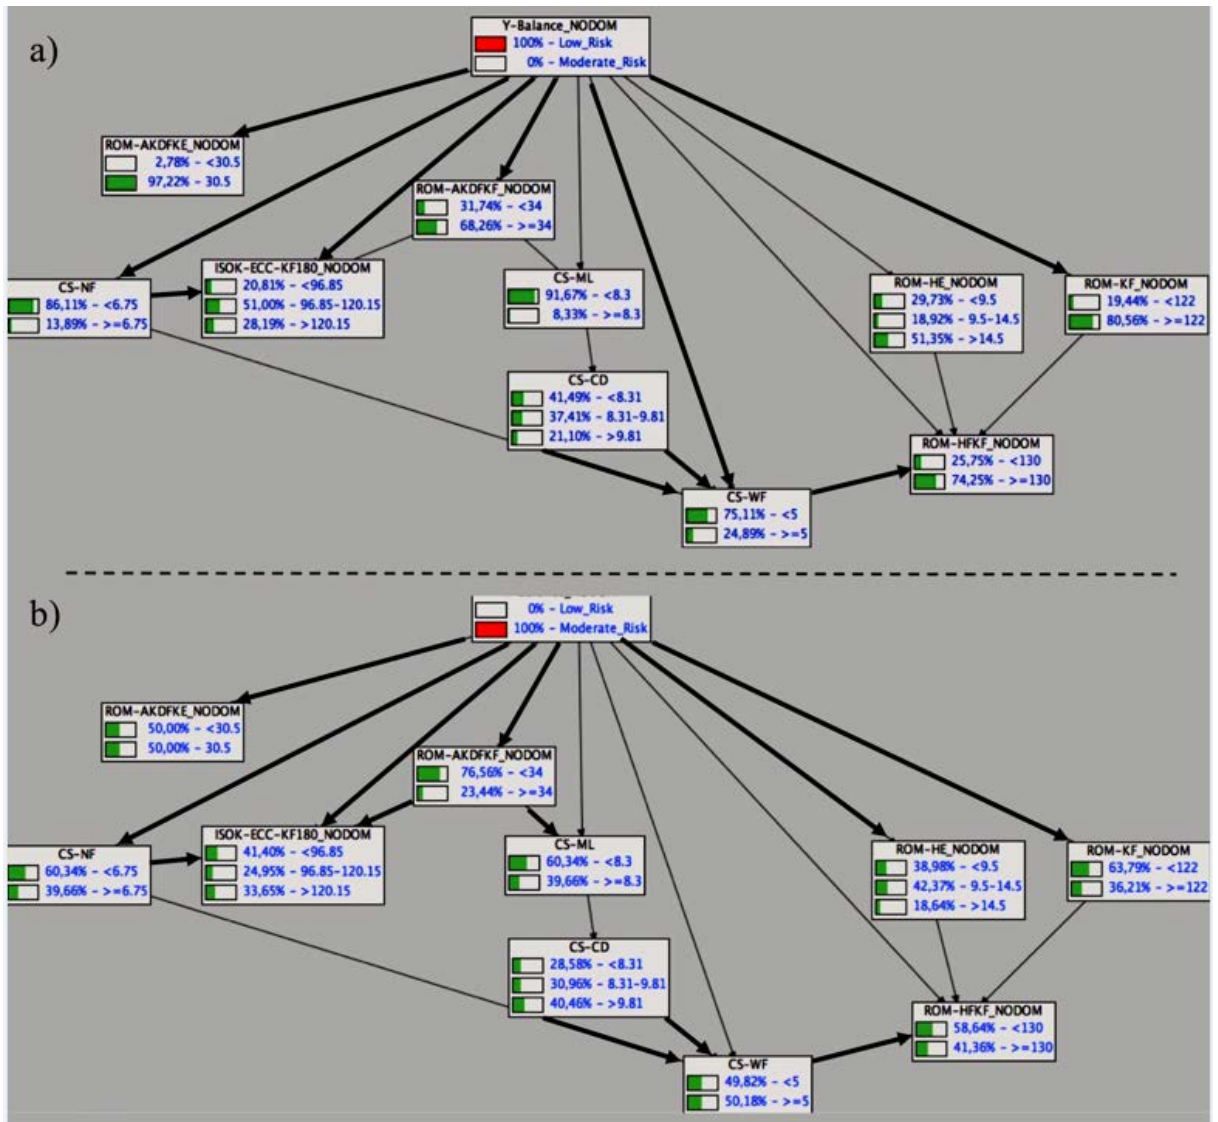 a)
Y-Balance_NODOM
100% - Low_Risk
0% - Moderate_Risk
ROM-AKDFKE_NODOM
2,78% - <30.5
97,22% - 30.5
ROM-AKDFKF_NODOM
31,74% - <34
68,26% - >=34
CS-NF
86,11% - <6.75
13,89% - >=6.75
ISOK-ECC-KF180_NODOM
20,81% - <96.85
51,00% - 96.85-120.15
28,19% - >120.15
CS-ML
91,67% - <8.3
8,33% - >=8.3
ROM-HE_NODOM
29,73% - <9.5
18,92% - 9.5-14.5
51,35% - >14.5
ROM-KF_NODOM
19,44% - <122
80,56% - >=122
CS-CD
41,49% - <8.31
37,41% - 8.31-9.81
21,10% - >9.81
ROM-HFKF_NODOM
25,75% - <130
74,25% - >=130
CS-WF
75,11% - <5
24,89% - >=5
b)
0% - Low_Risk
100% - Moderate_Risk
ROM-AKDFKE_NODOM
50,00% - <30.5
50,00% - 30.5
ROM-AKDFKF_NODOM
76,56% - <34
23,44% - >=34
CS-NF
60,34% - <6.75
39,66% - >=6.75
ISOK-ECC-KF180_NODOM
41,40% - <96.85
24,95% - 96.85-120.15
33,65% - >120.15
CS-ML
60,34% - <8.3
39,66% - >=8.3
ROM-HE_NODOM
38,98% - <9.5
42,37% - 9.5-14.5
18,64% - >14.5
ROM-KF_NODOM
63,79% - <122
36,21% - >=122
CS-CD
28,58% - <8.31
30,96% - 8.31-9.81
40,46% - >9.81
ROM-HFKF_NODOM
58,64% - <130
41,36% - >=130
CS-WF
49,82% - <5
50,18% - >=5